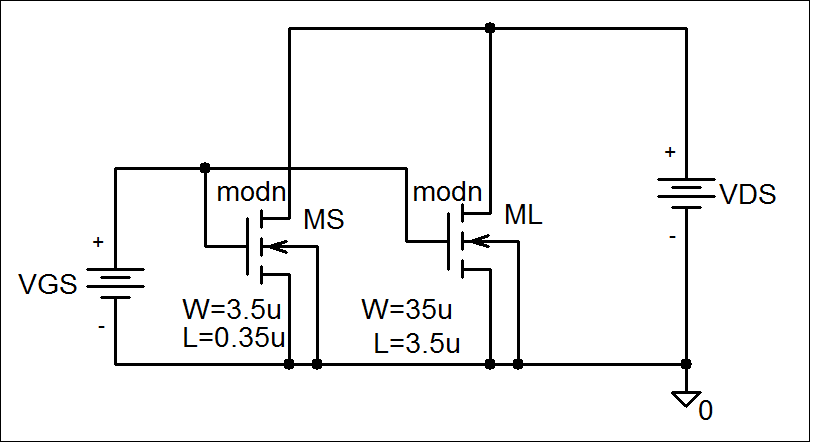 +
VDS
-
modn
modn
MS
ML
+
VGS
-
W=3.5u
L=0.35u
W=35u
L=3.5u
0